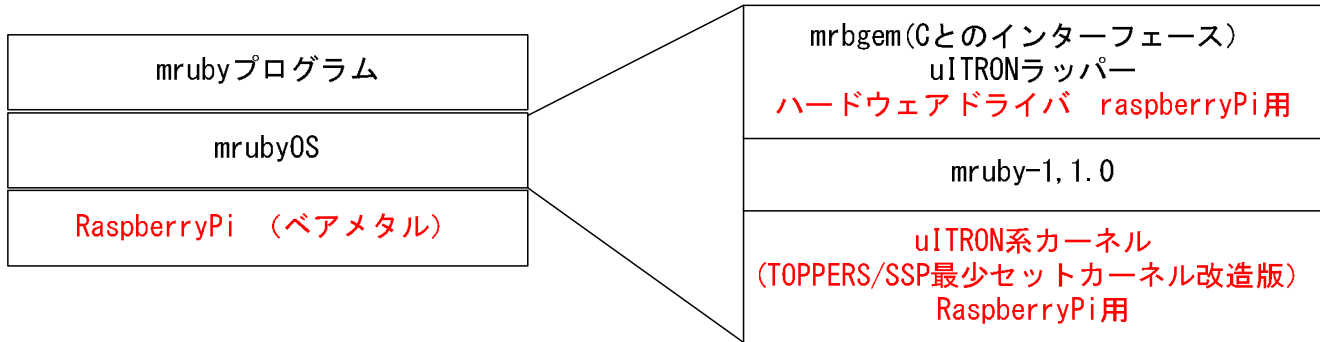 mrubyプログラム
mrubyOS
RaspberryPi （ベアメタル）
mrbgem(Cとのインターフェース)
uITRONラッパー
ハードウェアドライバ　raspberryPi用
mruby-1,1.0
uITRON系カーネル
(TOPPERS/SSP最少セットカーネル改造版)
RaspberryPi用